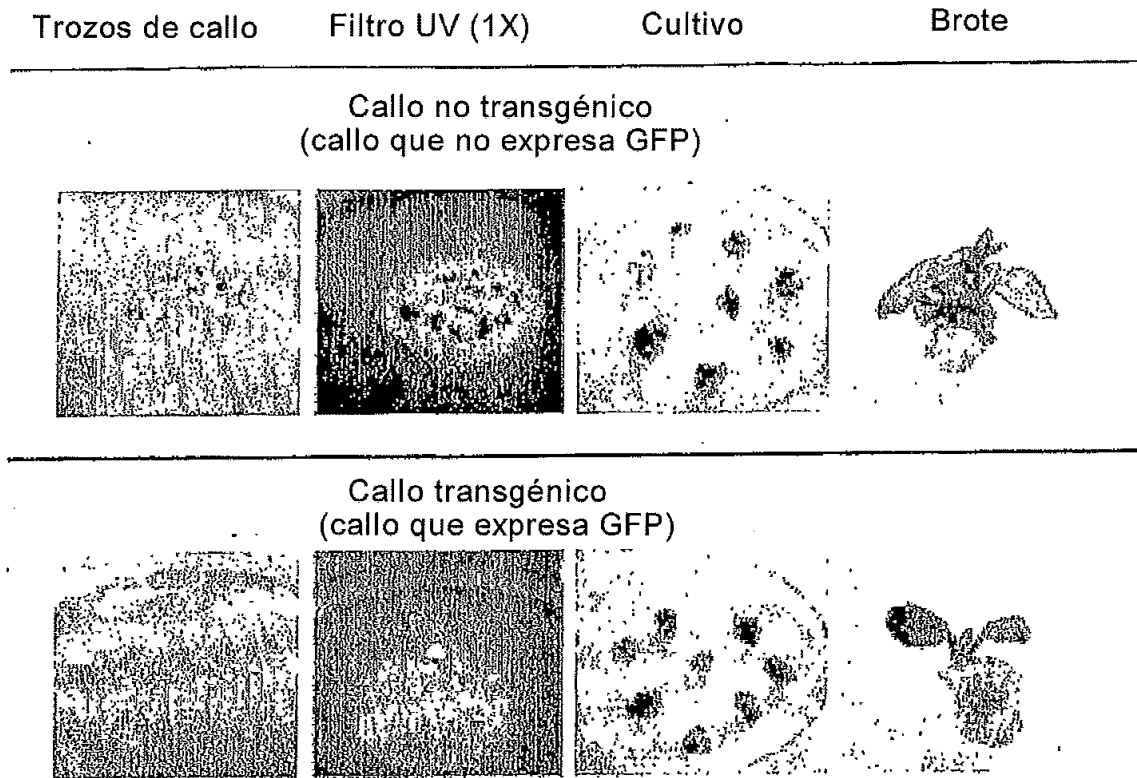 Trozos de callo Filtro UV (1X) Cultivo Brote
Callo no transgénico
(callo que no expresa GFP)
Callo transgénico
(callo que expresa GFP)